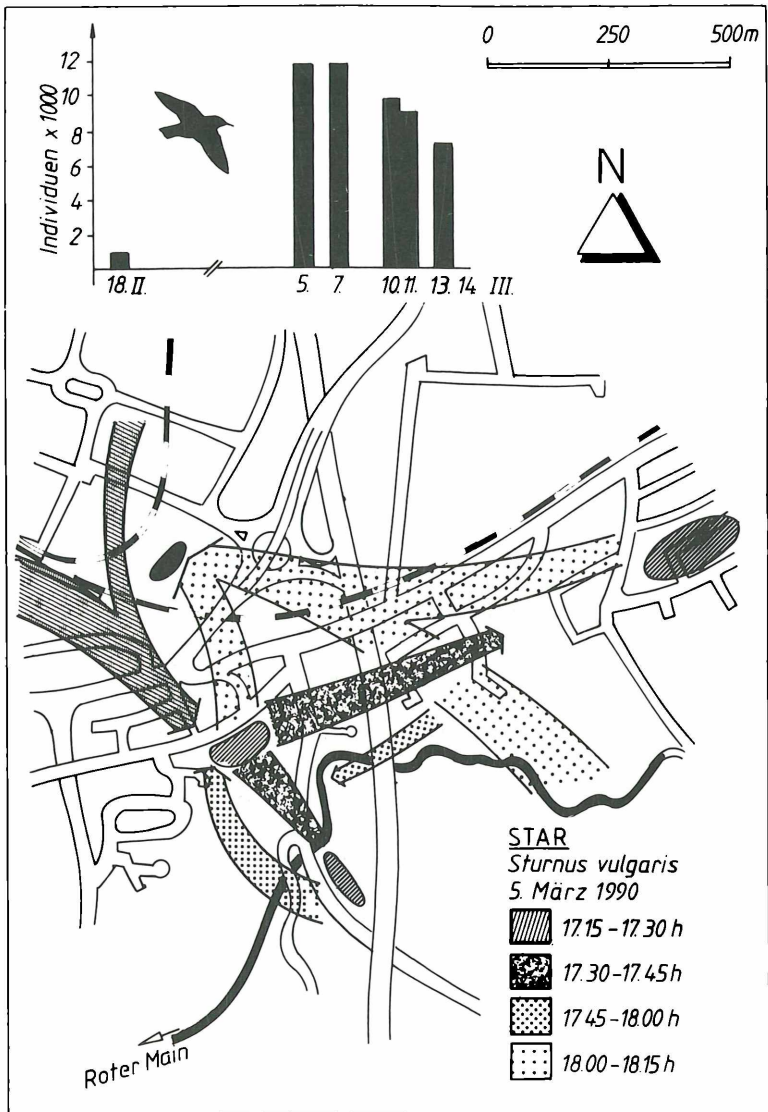 Individuen x 1000
12
10
8
6
4
2
18. II.
5.
7.
10. 11.
13. 14 III.
0 250 500m
N
STAR
Sturnus vulgaris
5. März 1990
17.15-17.30 h
17.30-17.45h
17 45-18.00 h
18.00-18.15h
Roter Main